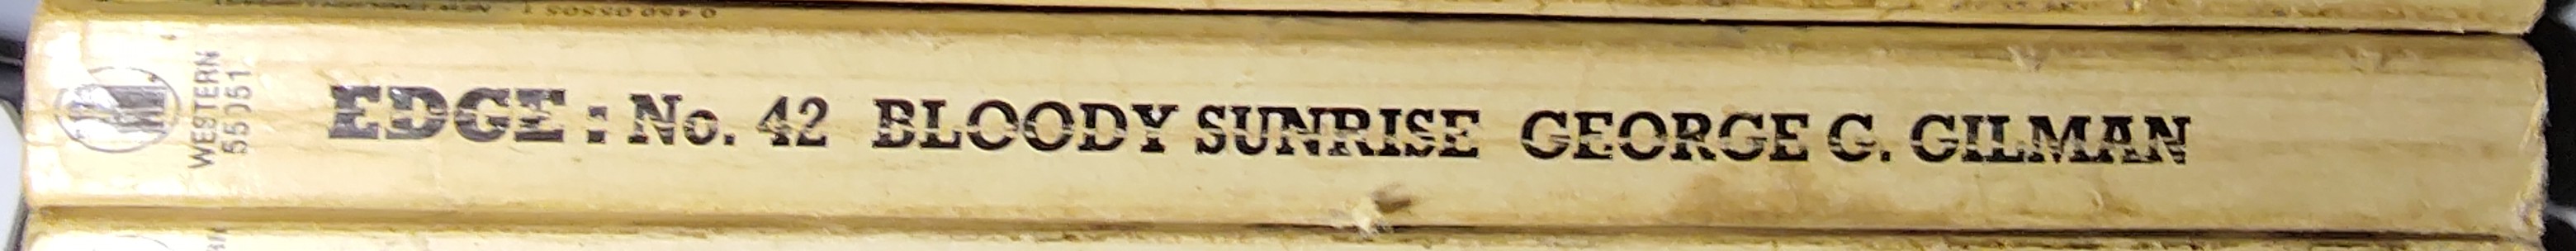 WESTERN
55051
EDGE : No. 42 BLOODY SUNRISE GEORGE G. GILMAN